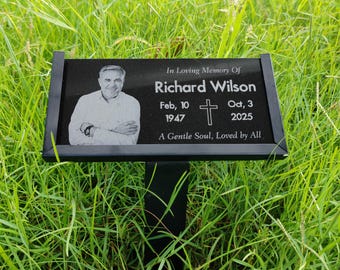 In Loving Memory Of
Richard Wilson
Feb, 10 Oct, 3
1947 2025
A Gentle Soul, Loved by All